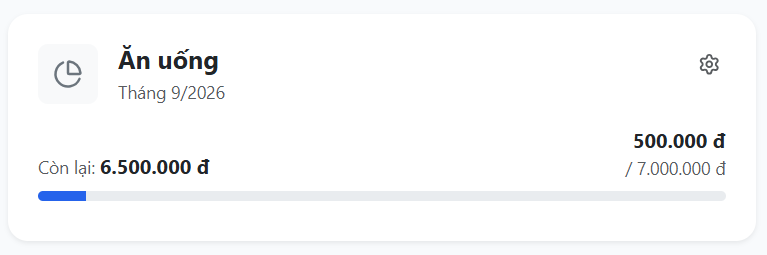 Ăn uống
Tháng 9/2026
Còn lại: 6.500.000 đ
500.000 đ
/ 7.000.000 đ